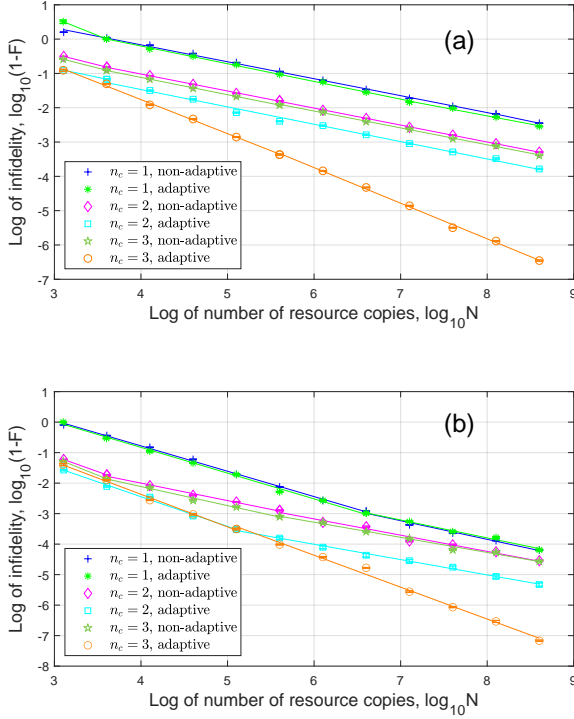 (a)
1
0
-1
-2
-3
-4
-5
-6
-7
Log of infidelity, log₁₀(1-F)
n_c = 1, non-adaptive
n_c = 1, adaptive
n_c = 2, non-adaptive
n_c = 2, adaptive
n_c = 3, non-adaptive
n_c = 3, adaptive
3 4 5 6 7 8 9
Log of number of resource copies, log₁₀N
(b)
1
0
-1
-2
-3
-4
-5
-6
-7
-8
Log of infidelity, log₁₀(1-F)
n_c = 1, non-adaptive
n_c = 1, adaptive
n_c = 2, non-adaptive
n_c = 2, adaptive
n_c = 3, non-adaptive
n_c = 3, adaptive
3 4 5 6 7 8 9
Log of number of resource copies, log₁₀N